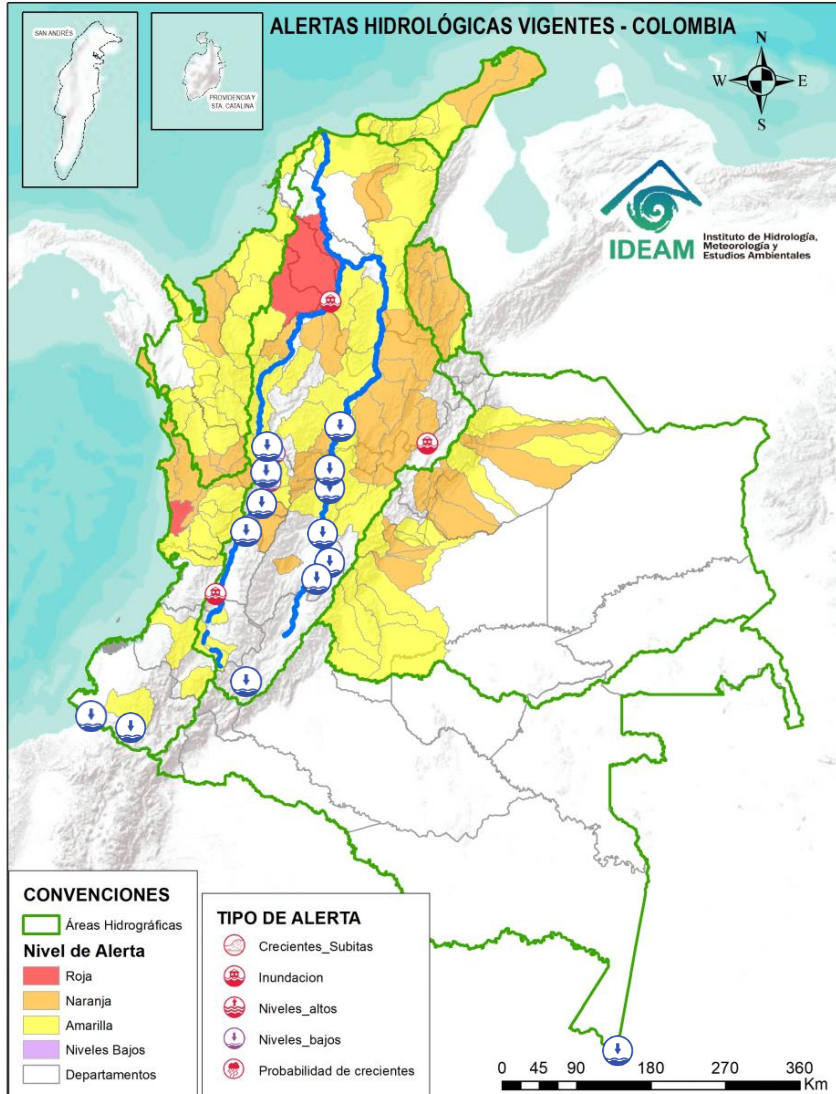 ALERTAS HIDROLÓGICAS VIGENTES - COLOMBIA
SAN ANDRÉS
PROVIDENCIA Y
STA. CATALINA
N
W
E
S
IDEAM
Instituto de Hidrología,
Meteorología y
Estudios Ambientales
CONVENCIONES
Áreas Hidrográficas
Nivel de Alerta
Roja
Naranja
Amarilla
Niveles Bajos
Departamentos
TIPO DE ALERTA
Crecientes_Subitas
Inundacion
Niveles_altos
Niveles_bajos
Probabilidad de crecientes
0 45 90 180 270 360
Km